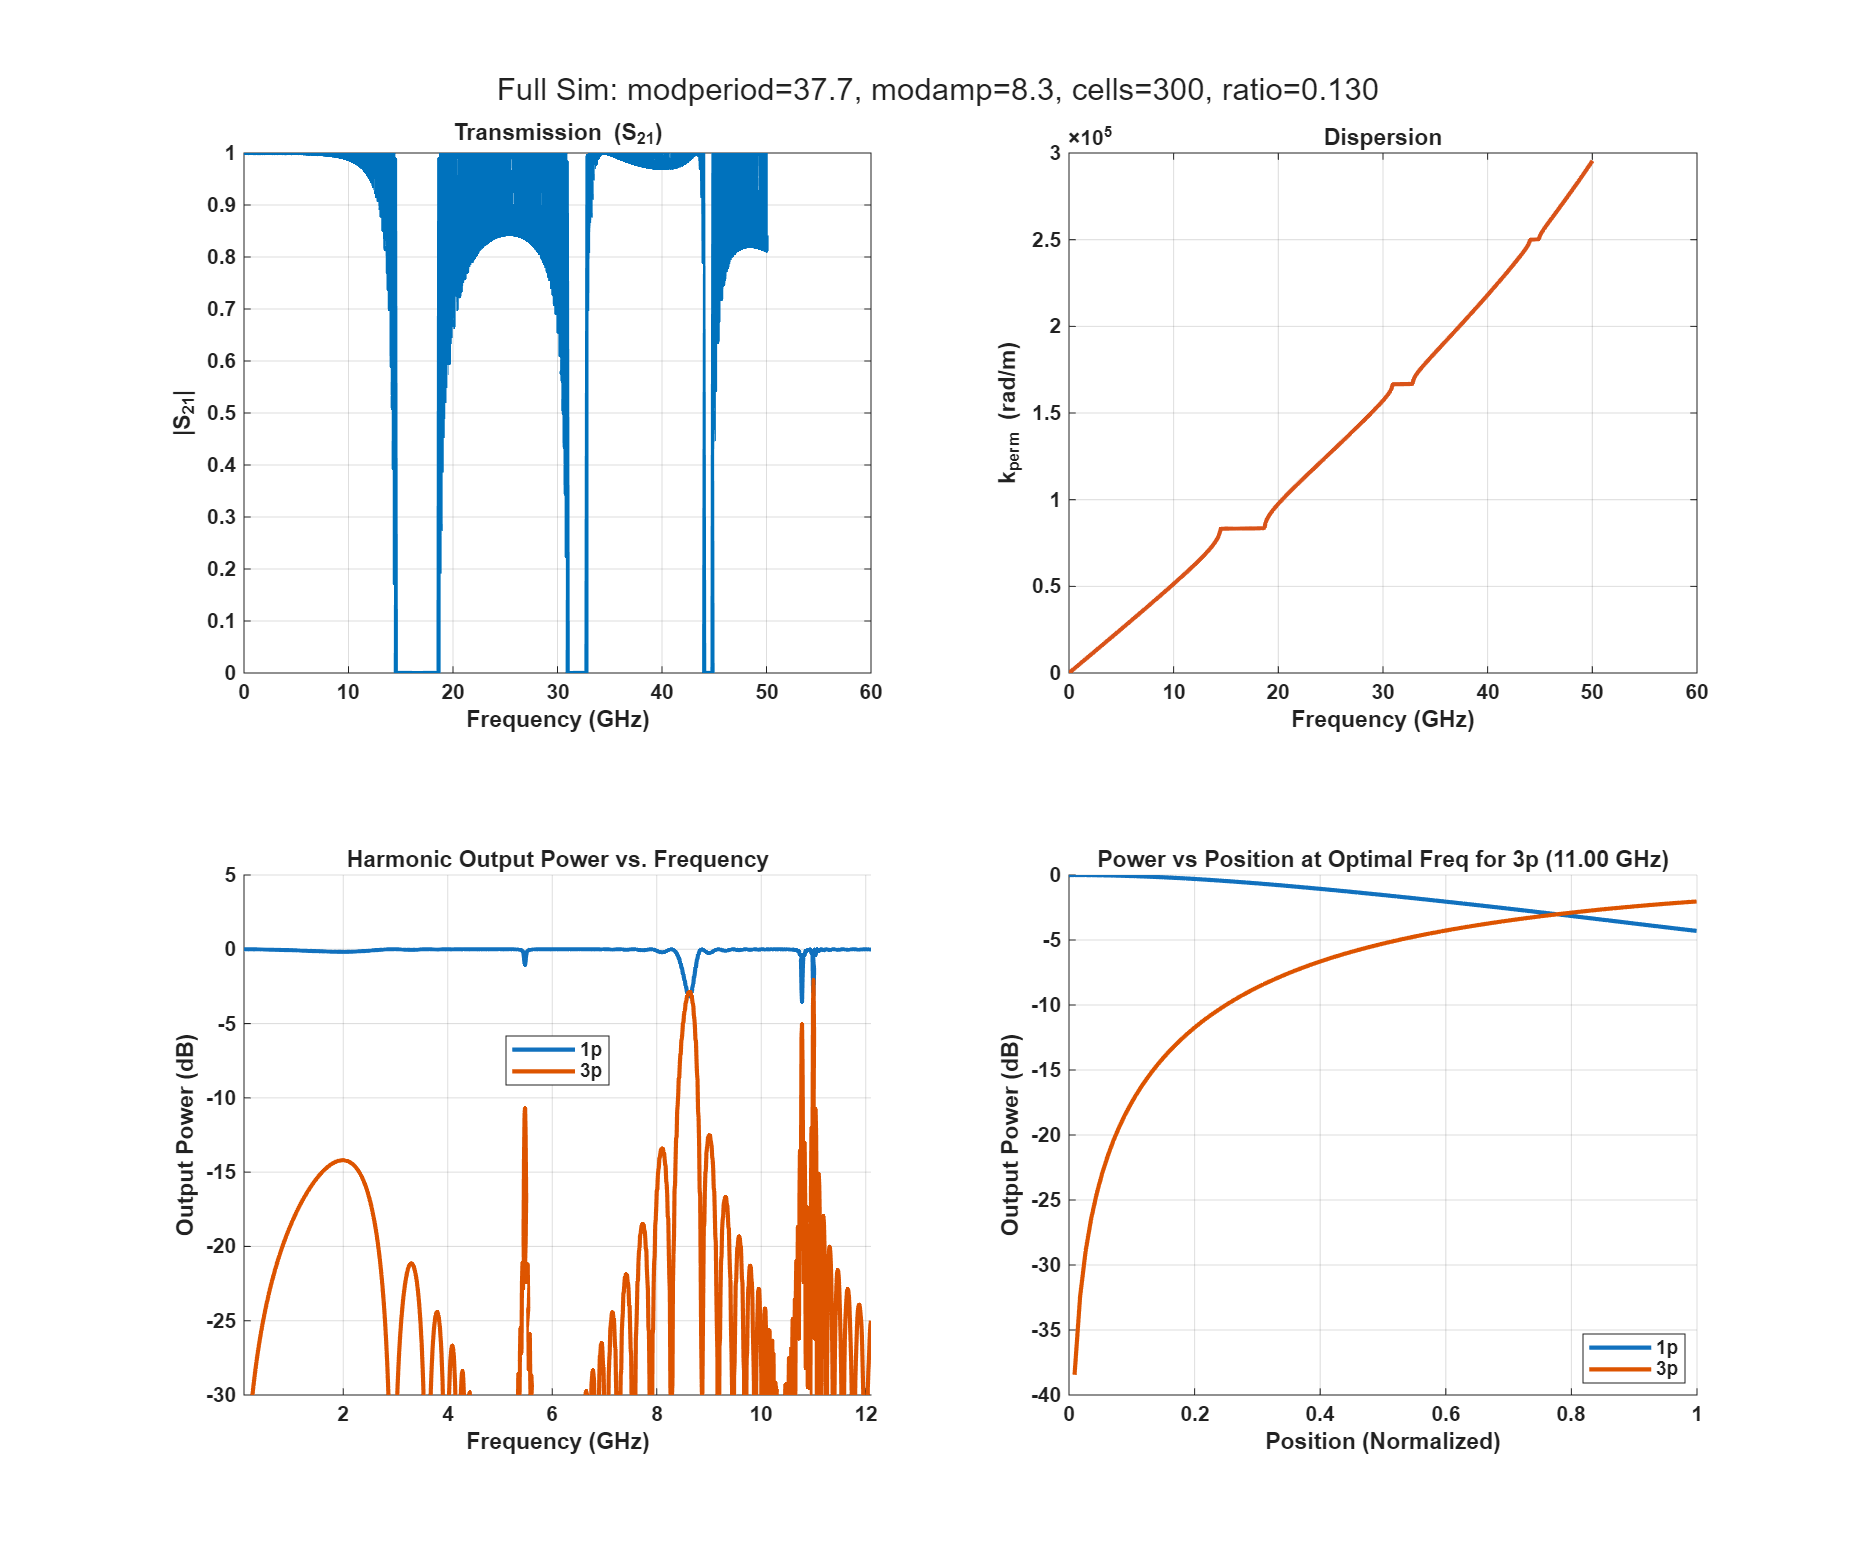 Full Sim: modperiod=37.7, modamp=8.3, cells=300, ratio=0.130
Transmission (S21)
1
0.9
0.8
0.7
0.6
0.5
0.4
0.3
0.2
0.1
0
|S21|
0 10 20 30 40 50 60
Frequency (GHz)
×10^5
Dispersion
3
2.5
2
1.5
1
0.5
0
kperm (rad/m)
0 10 20 30 40 50 60
Frequency (GHz)
Harmonic Output Power vs. Frequency
5
0
-5
-10
-15
-20
-25
-30
Output Power (dB)
1p
3p
2 4 6 8 10 12
Frequency (GHz)
Power vs Position at Optimal Freq for 3p (11.00 GHz)
0
-5
-10
-15
-20
-25
-30
-35
-40
Output Power (dB)
1p
3p
0 0.2 0.4 0.6 0.8 1
Position (Normalized)